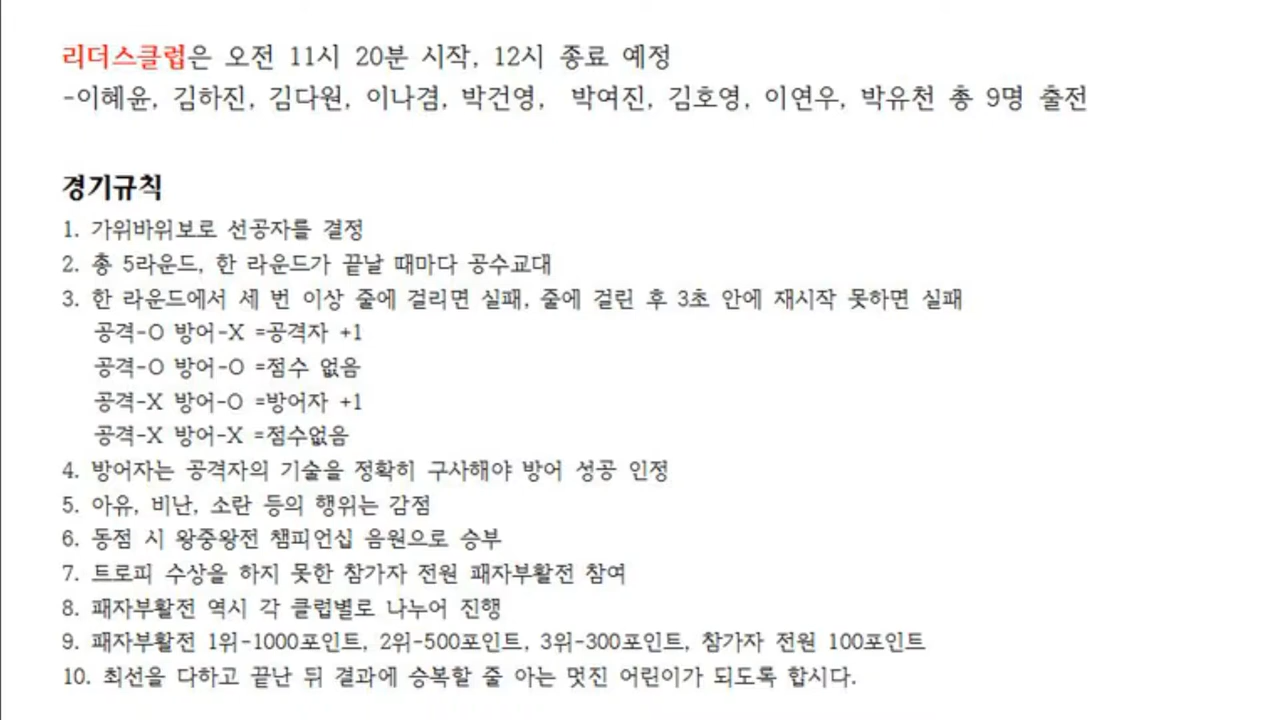 리더스클럽은 오전 11시 20분 시작, 12시 종료 예정
-이혜윤, 김하진, 김다원, 이나겸, 박건영, 박여진, 김호영, 이연우, 박유천 총 9명 출전
경기규칙
1. 가위바위보로 선공자를 결정
2. 총 5라운드, 한 라운드가 끝날 때마다 공수교대
3. 한 라운드에서 세 번 이상 줄에 걸리면 실패, 줄에 걸린 후 3초 안에 재시작 못하면 실패
공격-O 방어-X =공격자 +1
공격-O 방어-O =점수 없음
공격-X 방어-O =방어자 +1
공격-X 방어-X =점수없음
4. 방어자는 공격자의 기술을 정확히 구사해야 방어 성공 인정
5. 아유, 비난, 소란 등의 행위는 감점
6. 동점 시 왕중왕전 챔피언십 음원으로 승부
7. 트로피 수상을 하지 못한 참가자 전원 패자부활전 참여
8. 패자부활전 역시 각 클럽별로 나누어 진행
9. 패자부활전 1위-1000포인트, 2위-500포인트, 3위-300포인트, 참가자 전원 100포인트
10. 최선을 다하고 끝난 뒤 결과에 승복할 줄 아는 멋진 어린이가 되도록 합시다.